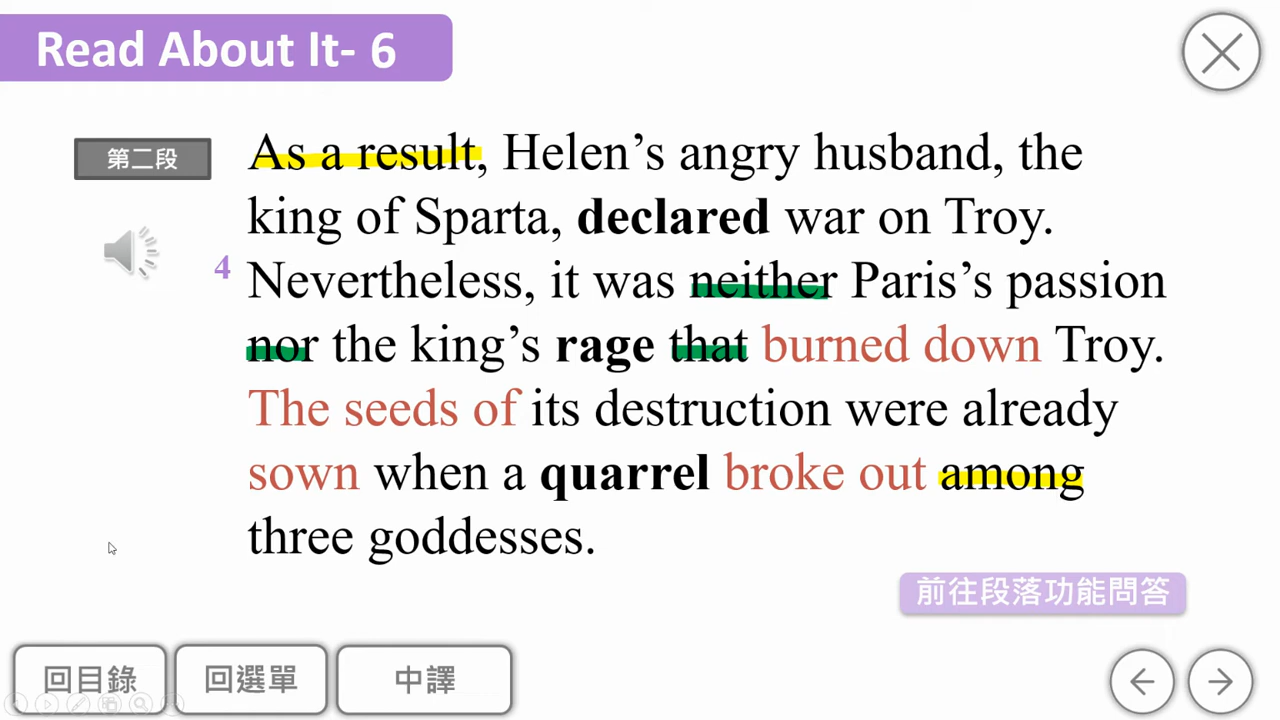 Read About It- 6
第二段
As a result, Helen’s angry husband, the
king of Sparta, declared war on Troy.
4
Nevertheless, it was neither Paris’s passion
nor the king’s rage that burned down Troy.
The seeds of its destruction were already
sown when a quarrel broke out among
three goddesses.
前往段落功能問答
回目錄
回選單
中譯